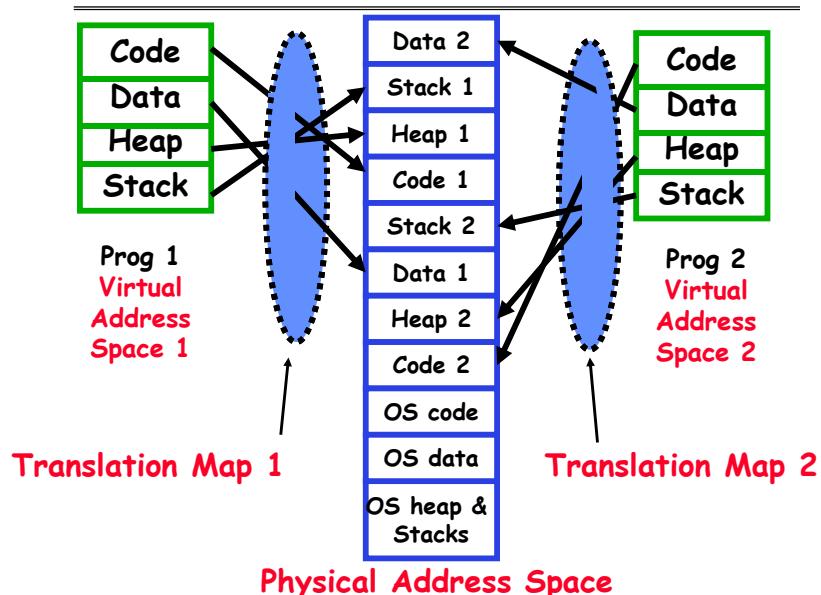 Code
Data
Heap
Stack
Prog 1
Virtual
Address
Space 1
Translation Map 1
Data 2
Stack 1
Heap 1
Code 1
Stack 2
Data 1
Heap 2
Code 2
OS code
OS data
OS heap &
Stacks
Physical Address Space
Code
Data
Heap
Stack
Prog 2
Virtual
Address
Space 2
Translation Map 2